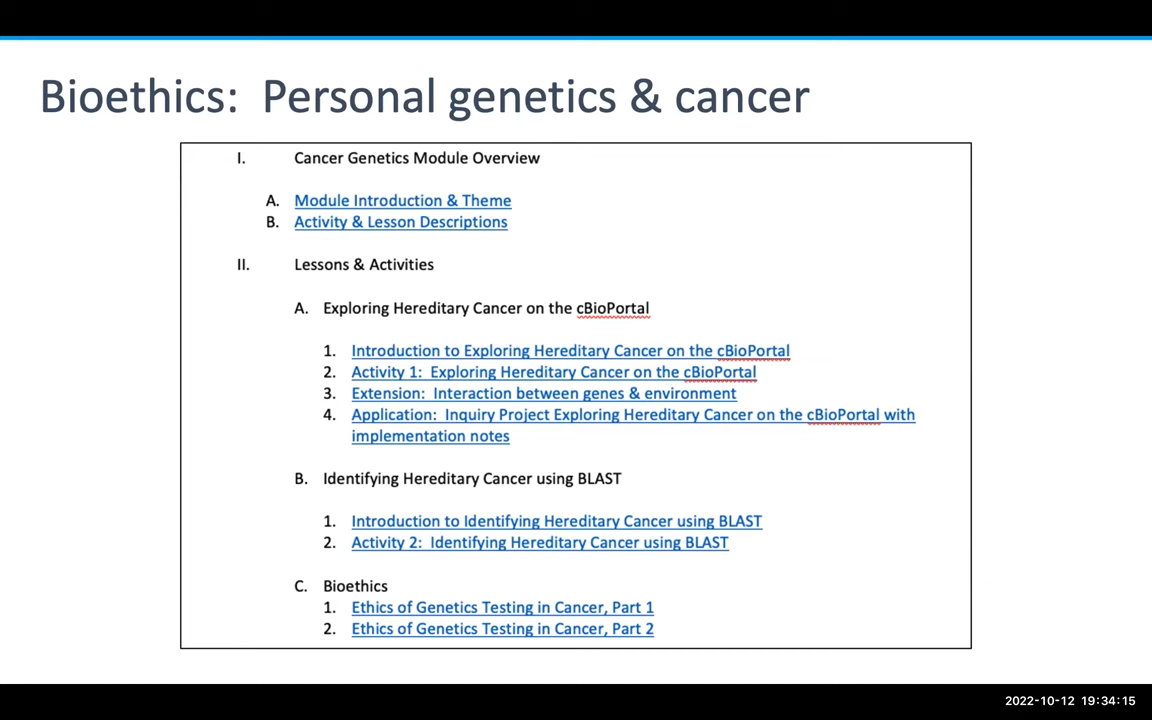 Bioethics:  Personal genetics & cancer
I. Cancer Genetics Module Overview
A. Module Introduction & Theme
B. Activity & Lesson Descriptions
II. Lessons & Activities
A. Exploring Hereditary Cancer on the cBioPortal
1. Introduction to Exploring Hereditary Cancer on the cBioPortal
2. Activity 1:  Exploring Hereditary Cancer on the cBioPortal
3. Extension:  Interaction between genes & environment
4. Application:  Inquiry Project Exploring Hereditary Cancer on the cBioPortal with
implementation notes
B. Identifying Hereditary Cancer using BLAST
1. Introduction to Identifying Hereditary Cancer using BLAST
2. Activity 2:  Identifying Hereditary Cancer using BLAST
C. Bioethics
1. Ethics of Genetics Testing in Cancer, Part 1
2. Ethics of Genetics Testing in Cancer, Part 2
2022-10-12 19:34:15